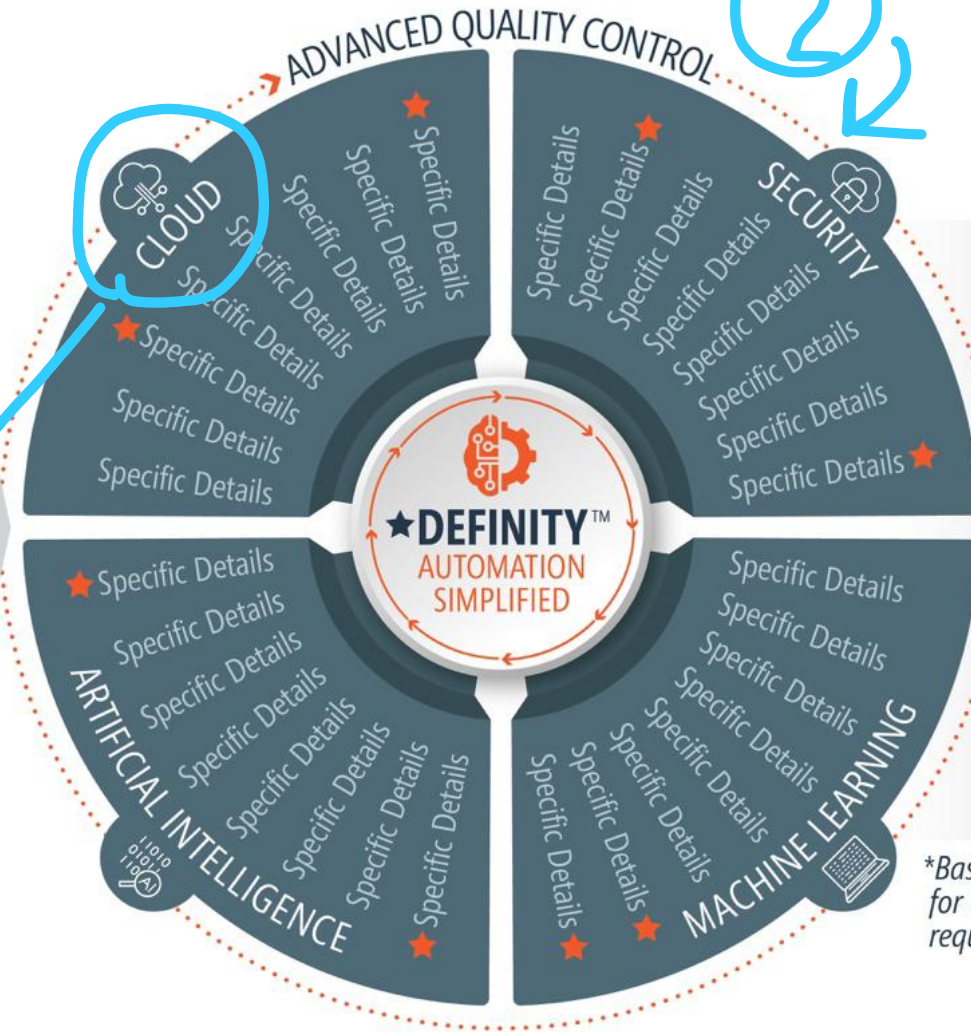 2
ADVANCED QUALITY CONTROL
CLOUD
Specific Details
Specific Details
Specific Details
Specific Details
Specific Details
Specific Details
Specific Details
Specific Details
SECURITY
Specific Details
Specific Details
Specific Details
Specific Details
Specific Details
Specific Details
Specific Details
Specific Details
★DEFINITY™
AUTOMATION
SIMPLIFIED
ARTIFICIAL INTELLIGENCE
Specific Details
Specific Details
Specific Details
Specific Details
Specific Details
Specific Details
Specific Details
Specific Details
AI
MACHINE LEARNING
Specific Details
Specific Details
Specific Details
Specific Details
Specific Details
Specific Details
Specific Details
Specific Details
*Bas
for
requ